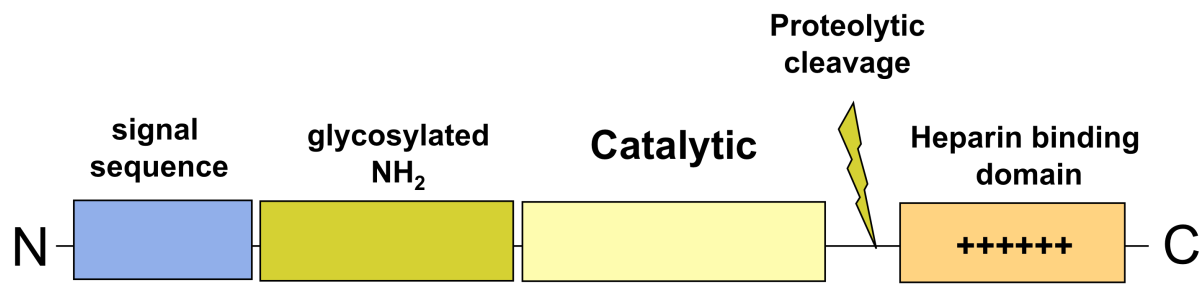 Proteolytic
cleavage
signal
sequence
glycosylated
NH₂
Catalytic
Heparin binding
domain
N
++++++
C